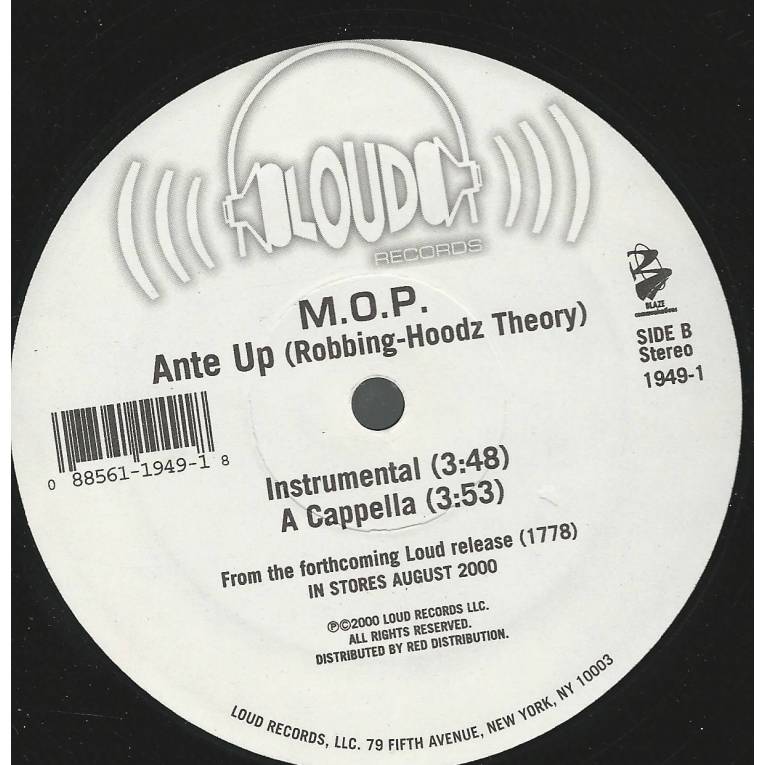 LOUD
RECORDS
M.O.P.
Ante Up (Robbing-Hoodz Theory)
BLAZE
communications
SIDE B
Stereo
1949-1
0 88561-1949-1 8
Instrumental (3:48)
A Cappella (3:53)
From the forthcoming Loud release (1778)
IN STORES AUGUST 2000
℗©2000 LOUD RECORDS LLC.
ALL RIGHTS RESERVED.
DISTRIBUTED BY RED DISTRIBUTION.
LOUD RECORDS, LLC. 79 FIFTH AVENUE, NEW YORK, NY 10003